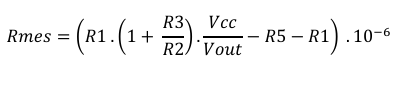 Rmes = (R1 . (1 + R3/R2) . Vcc/Vout − R5 − R1) . 10⁻⁶